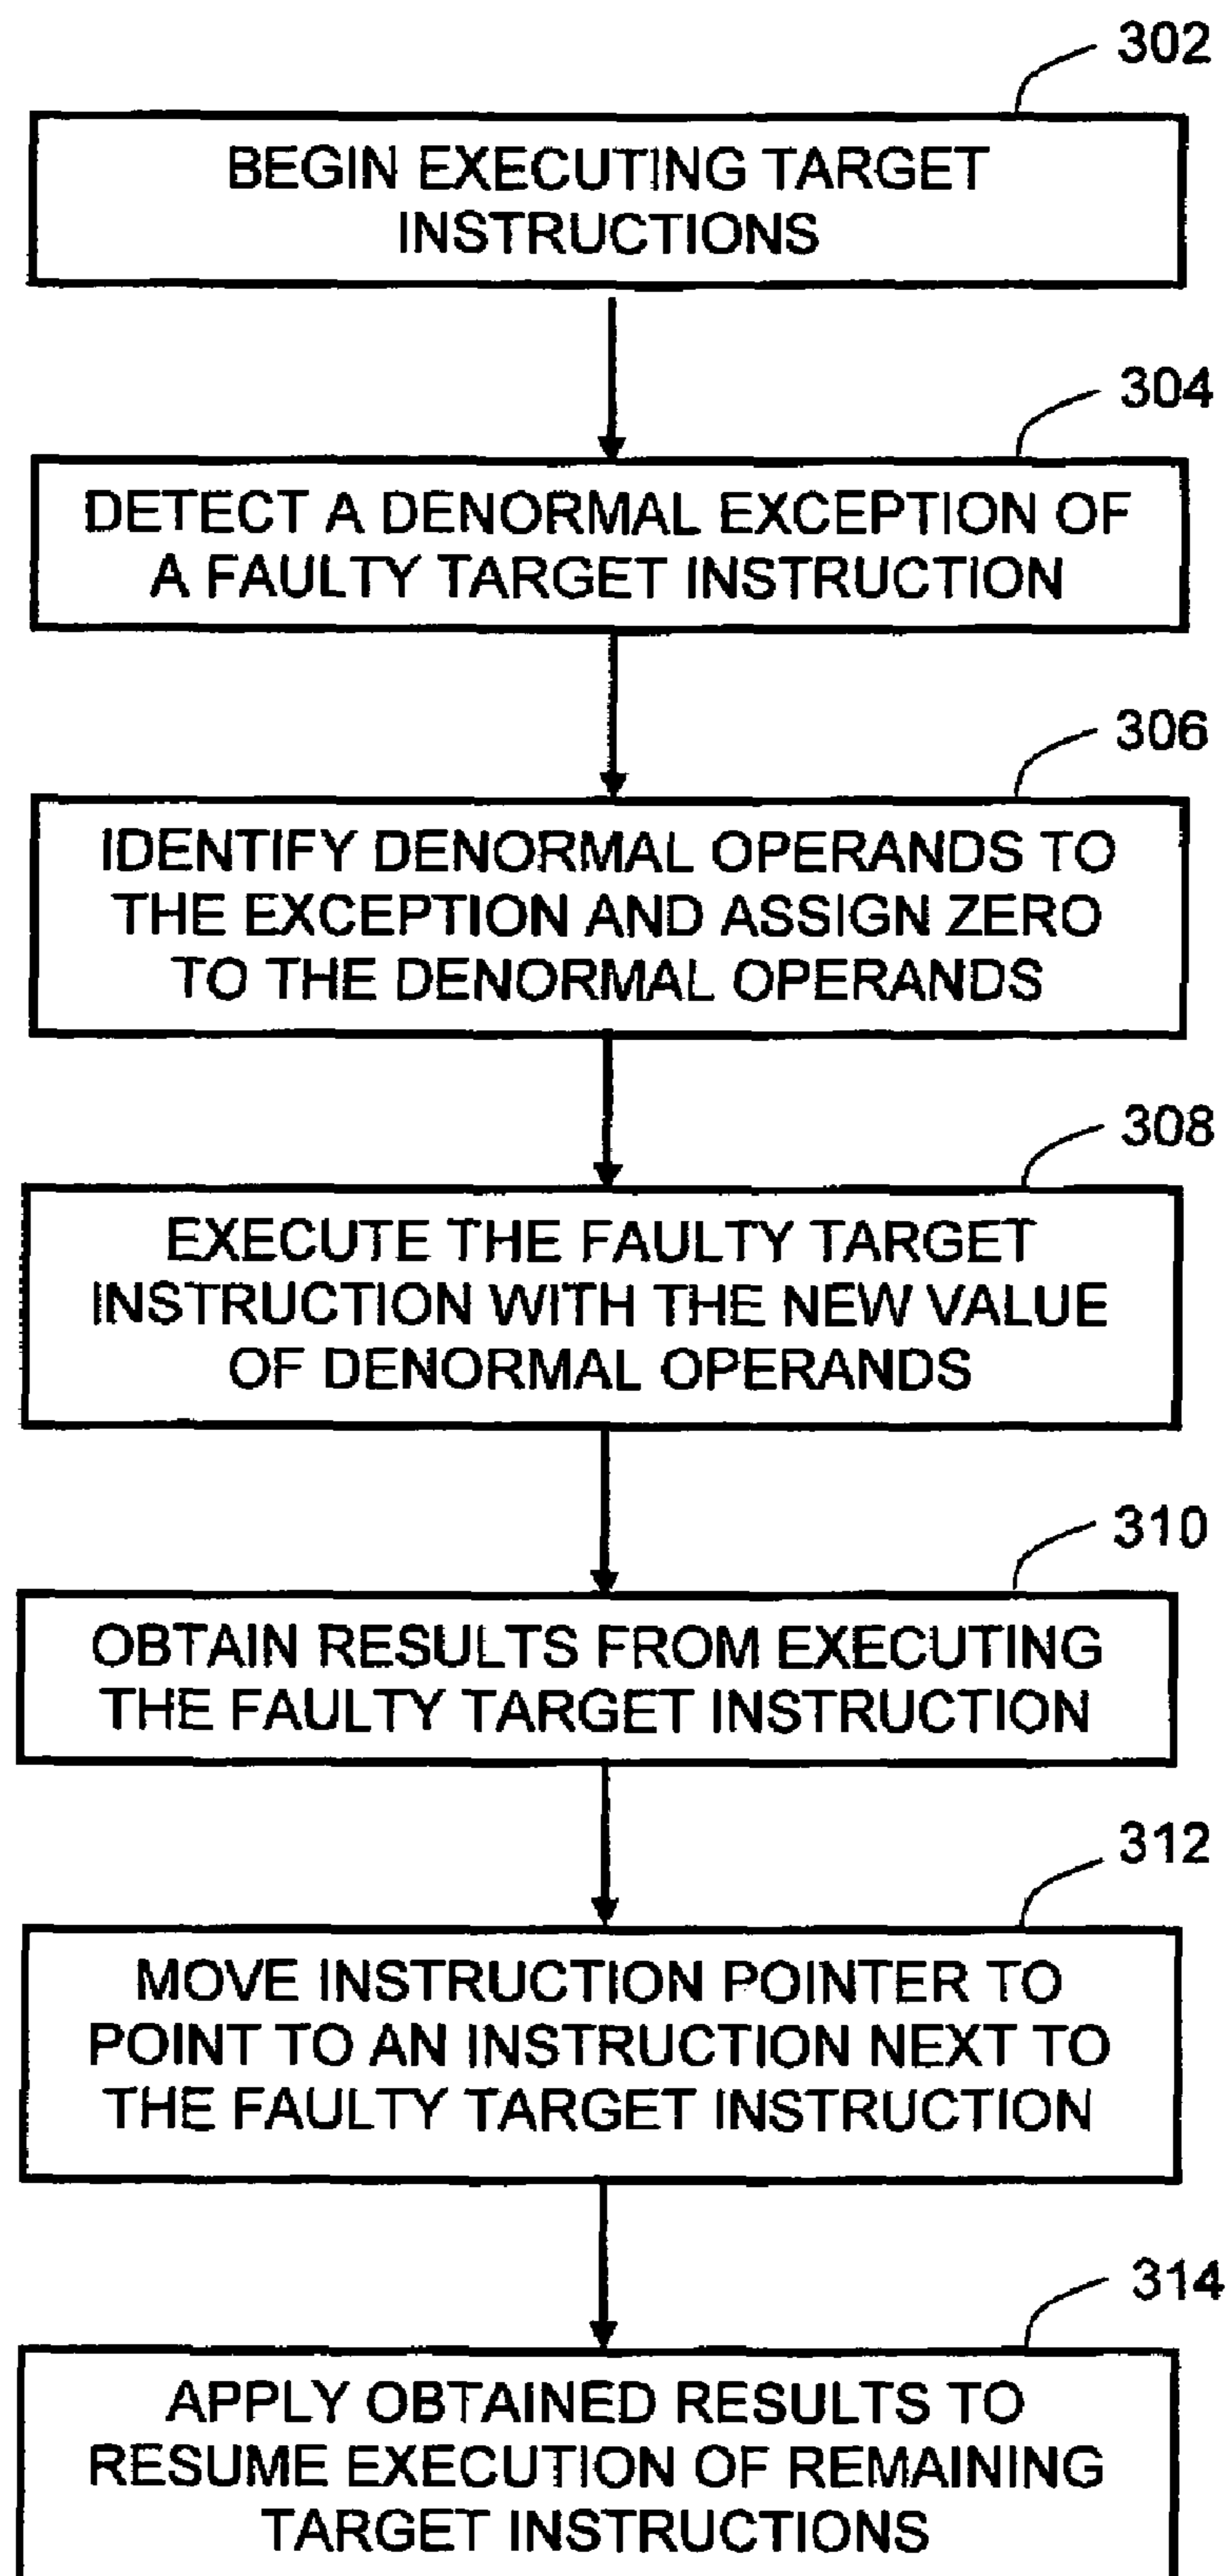 302
BEGIN EXECUTING TARGET
INSTRUCTIONS
304
DETECT A DENORMAL EXCEPTION OF
A FAULTY TARGET INSTRUCTION
306
IDENTIFY DENORMAL OPERANDS TO
THE EXCEPTION AND ASSIGN ZERO
TO THE DENORMAL OPERANDS
308
EXECUTE THE FAULTY TARGET
INSTRUCTION WITH THE NEW VALUE
OF DENORMAL OPERANDS
310
OBTAIN RESULTS FROM EXECUTING
THE FAULTY TARGET INSTRUCTION
312
MOVE INSTRUCTION POINTER TO
POINT TO AN INSTRUCTION NEXT TO
THE FAULTY TARGET INSTRUCTION
314
APPLY OBTAINED RESULTS TO
RESUME EXECUTION OF REMAINING
TARGET INSTRUCTIONS